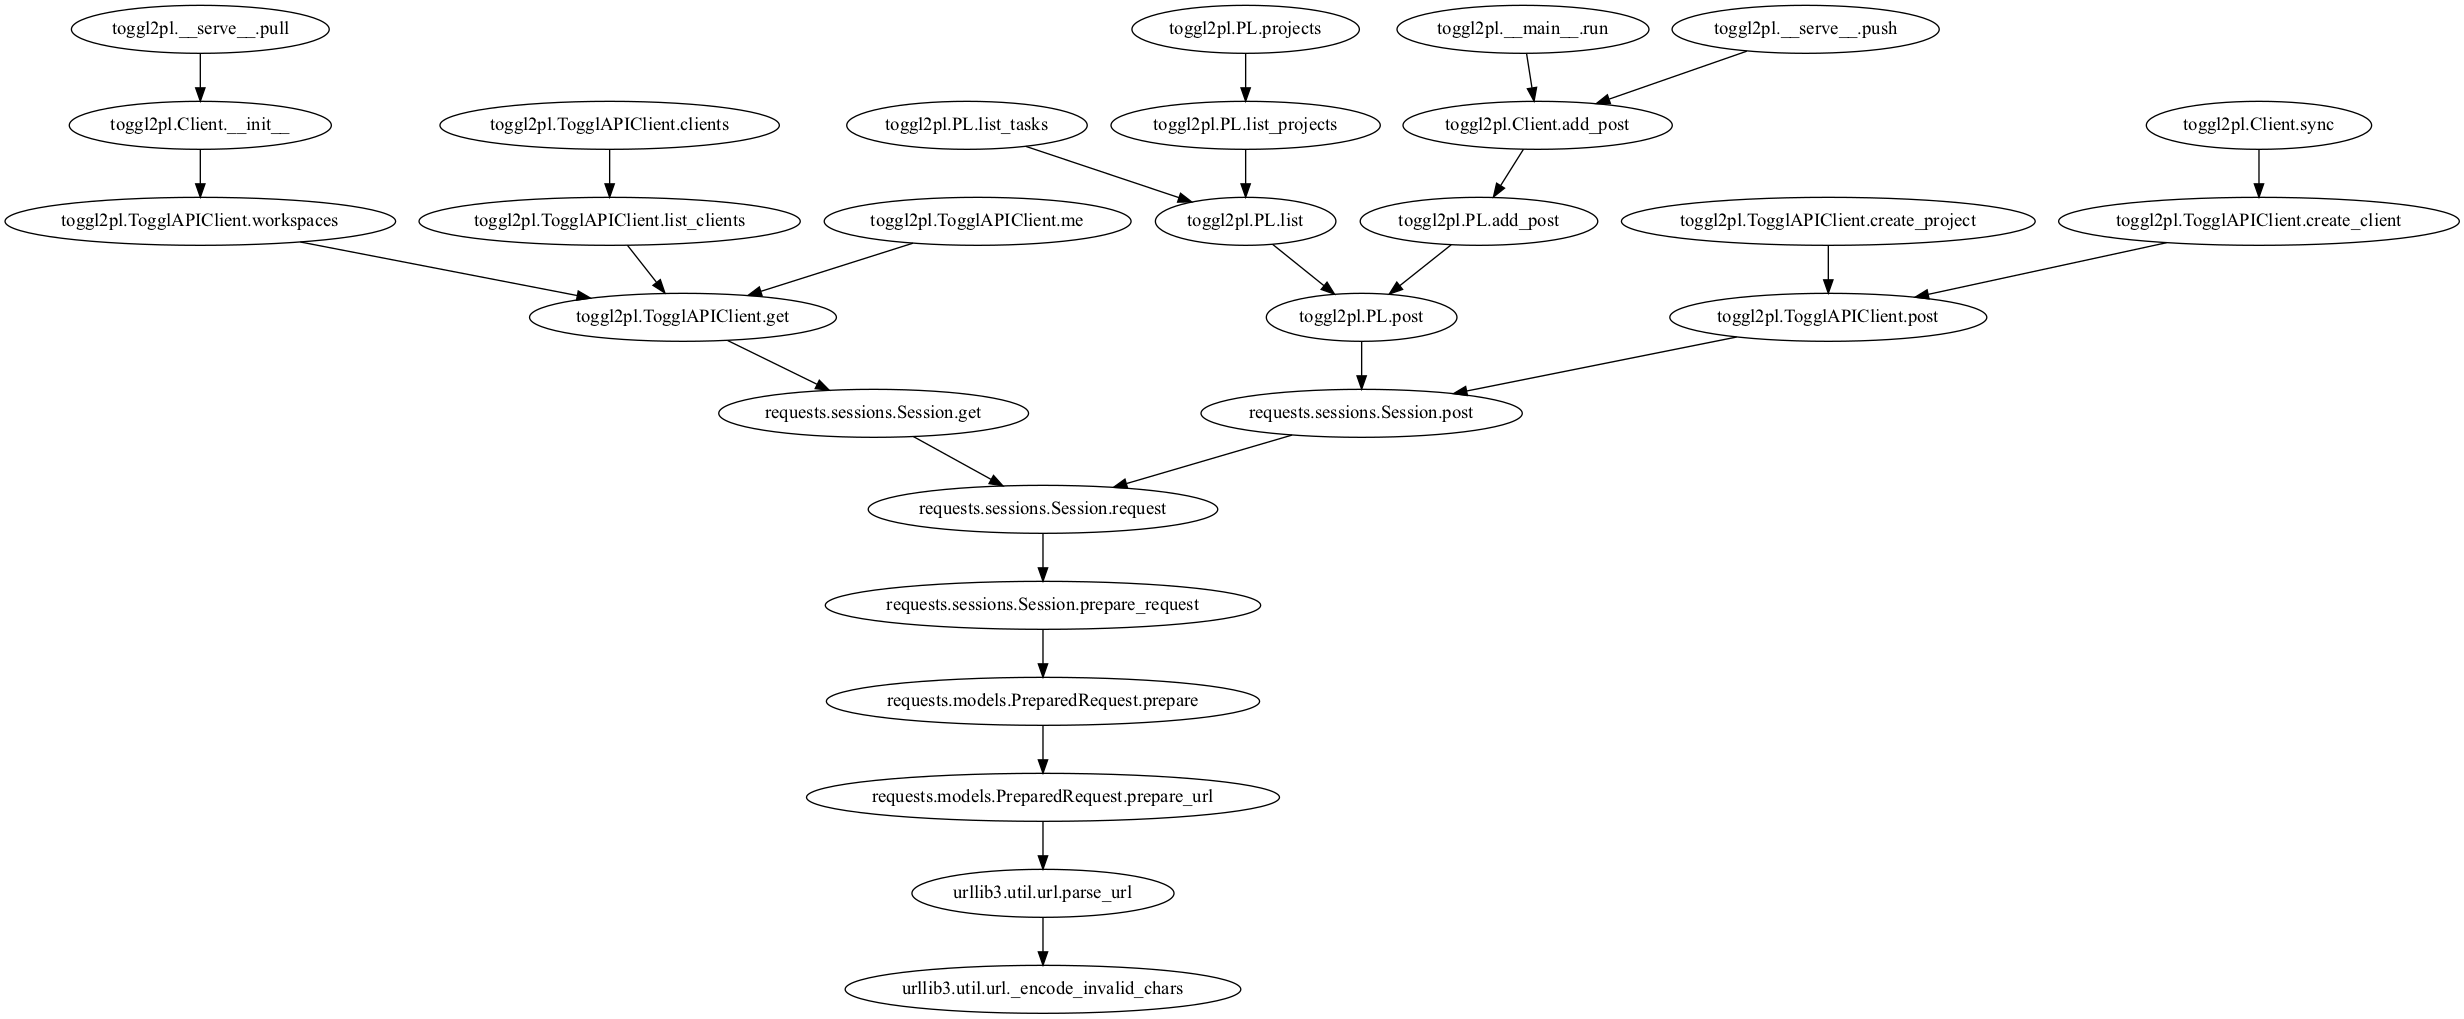 toggl2pl.__serve__.pull
toggl2pl.PL.projects
toggl2pl.__main__.run
toggl2pl.__serve__.push
toggl2pl.Client.__init__
toggl2pl.TogglAPIClient.clients
toggl2pl.PL.list_tasks
toggl2pl.PL.list_projects
toggl2pl.Client.add_post
toggl2pl.Client.sync
toggl2pl.TogglAPIClient.workspaces
toggl2pl.TogglAPIClient.list_clients
toggl2pl.TogglAPIClient.me
toggl2pl.PL.list
toggl2pl.PL.add_post
toggl2pl.TogglAPIClient.create_project
toggl2pl.TogglAPIClient.create_client
toggl2pl.TogglAPIClient.get
toggl2pl.PL.post
toggl2pl.TogglAPIClient.post
requests.sessions.Session.get
requests.sessions.Session.post
requests.sessions.Session.request
requests.sessions.Session.prepare_request
requests.models.PreparedRequest.prepare
requests.models.PreparedRequest.prepare_url
urllib3.util.url.parse_url
urllib3.util.url._encode_invalid_chars